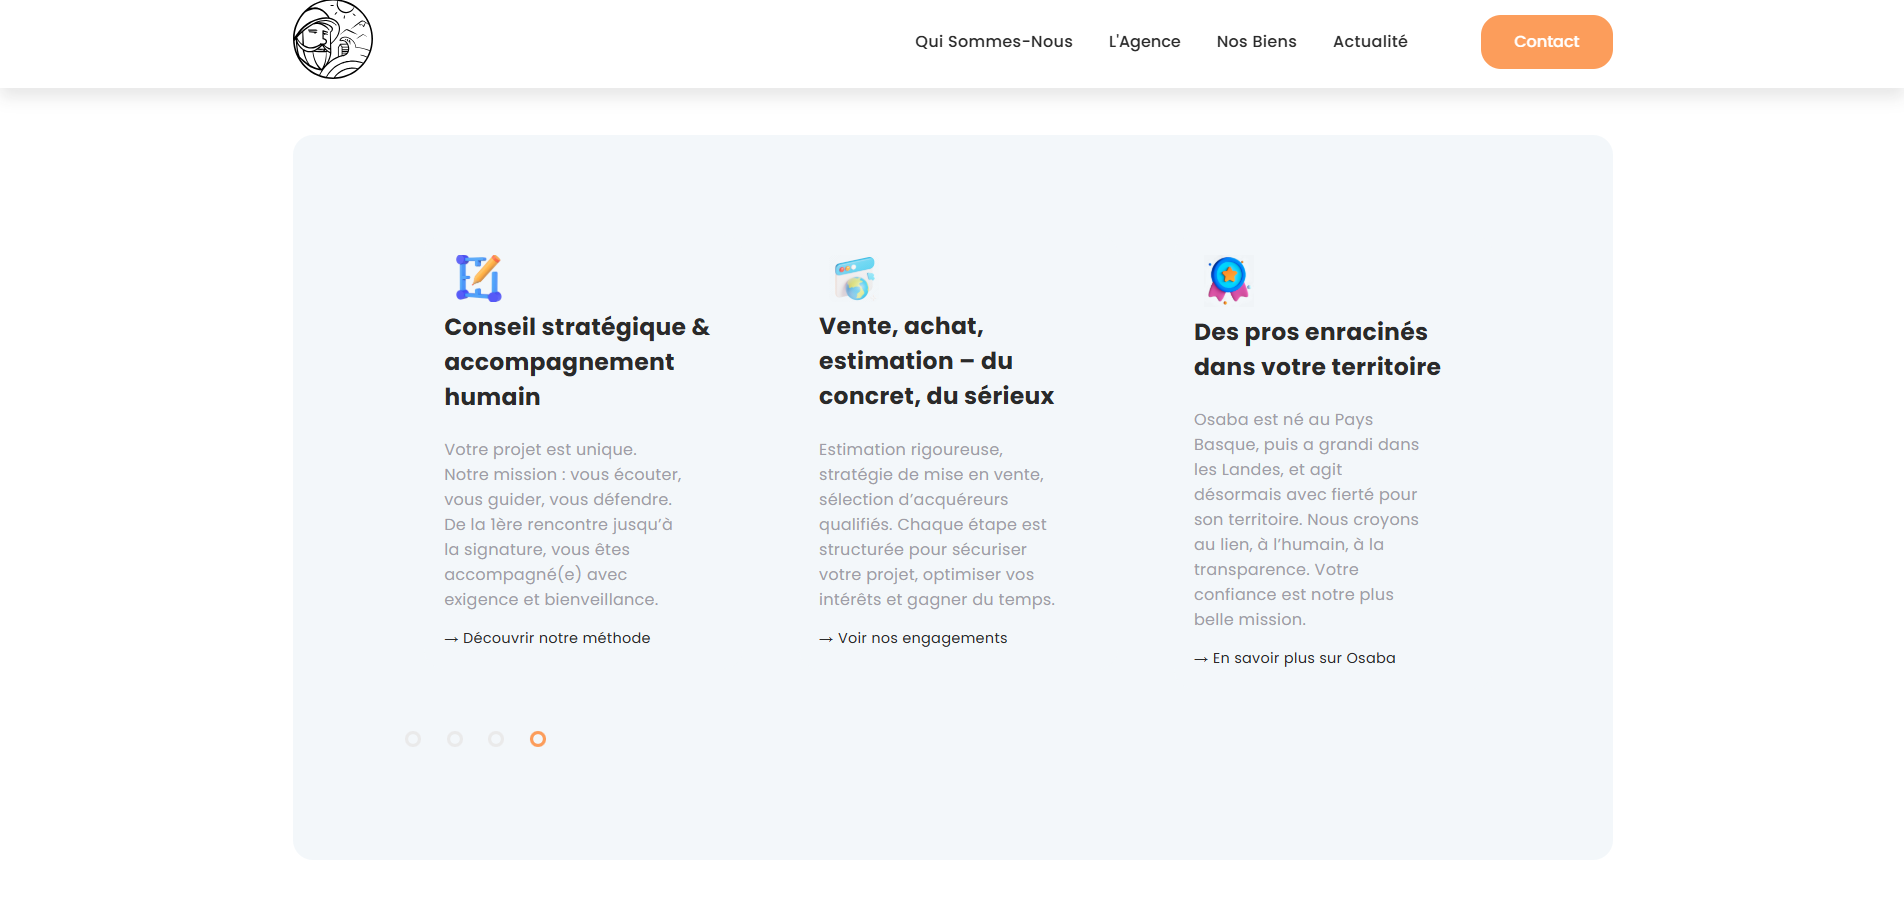 Qui Sommes-Nous
L'Agence
Nos Biens
Actualité
Contact
Conseil stratégique &
accompagnement
humain
Votre projet est unique.
Notre mission : vous écouter,
vous guider, vous défendre.
De la 1ère rencontre jusqu’à
la signature, vous êtes
accompagné(e) avec
exigence et bienveillance.
→ Découvrir notre méthode
Vente, achat,
estimation – du
concret, du sérieux
Estimation rigoureuse,
stratégie de mise en vente,
sélection d’acquéreurs
qualifiés. Chaque étape est
structurée pour sécuriser
votre projet, optimiser vos
intérêts et gagner du temps.
→ Voir nos engagements
Des pros enracinés
dans votre territoire
Osaba est né au Pays
Basque, puis a grandi dans
les Landes, et agit
désormais avec fierté pour
son territoire. Nous croyons
au lien, à l’humain, à la
transparence. Votre
confiance est notre plus
belle mission.
→ En savoir plus sur Osaba